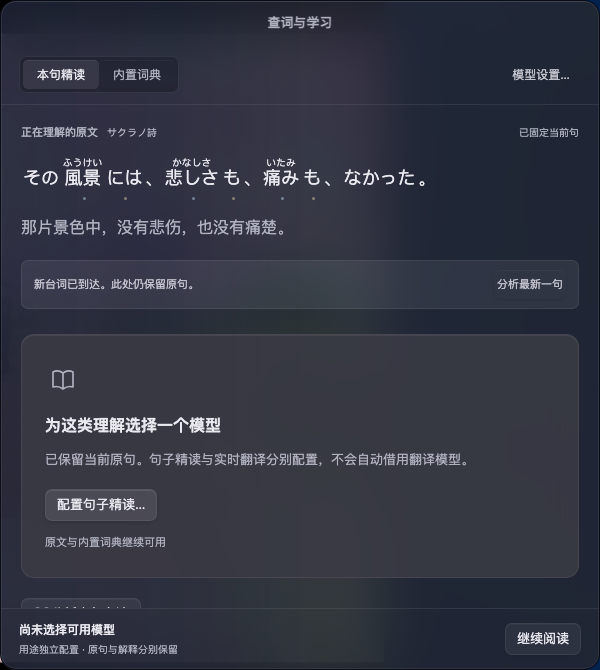 查词与学习
本句精读 内置词典 模型设置...
正在理解的原文 サクラノ詩 已固定当前句
ふうけい かなしさ いたみ
その 風景 には、悲しさ も、痛み も、なかった。
那片景色中，没有悲伤，也没有痛楚。
新台词已到达。此处仍保留原句。 分析最新一句
为这类理解选择一个模型
已保留当前原句。句子精读与实时翻译分别配置，不会自动借用翻译模型。
配置句子精读...
原文与内置词典继续可用
尚未选择可用模型
用途独立配置 · 原句与解释分别保留
继续阅读